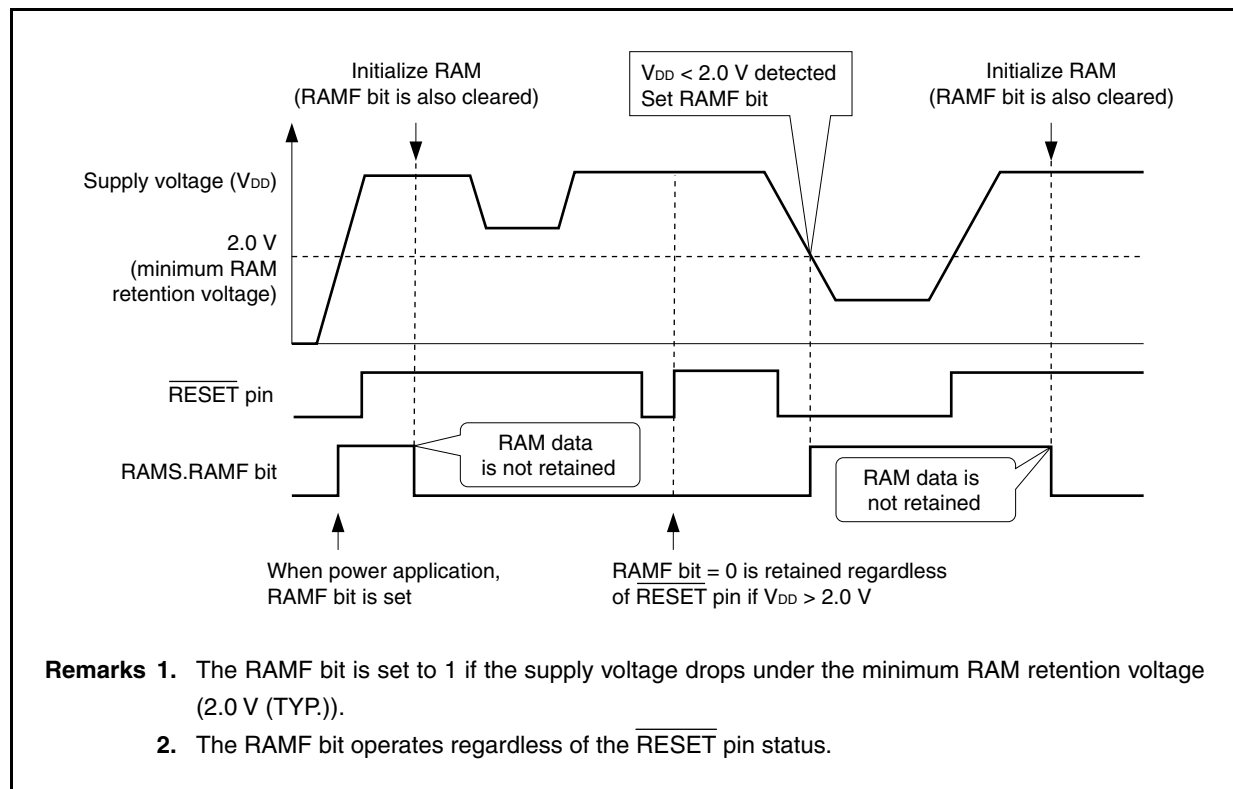 Initialize RAM
(RAMF bit is also cleared)
VDD < 2.0 V detected
Set RAMF bit
Initialize RAM
(RAMF bit is also cleared)
Supply voltage (VDD)
2.0 V
(minimum RAM
retention voltage)
RESET pin
RAMS.RAMF bit
RAM data
is not retained
RAM data is
not retained
When power application,
RAMF bit is set
RAMF bit = 0 is retained regardless
of RESET pin if VDD > 2.0 V
Remarks 1. The RAMF bit is set to 1 if the supply voltage drops under the minimum RAM retention voltage
(2.0 V (TYP.)).
2. The RAMF bit operates regardless of the RESET pin status.